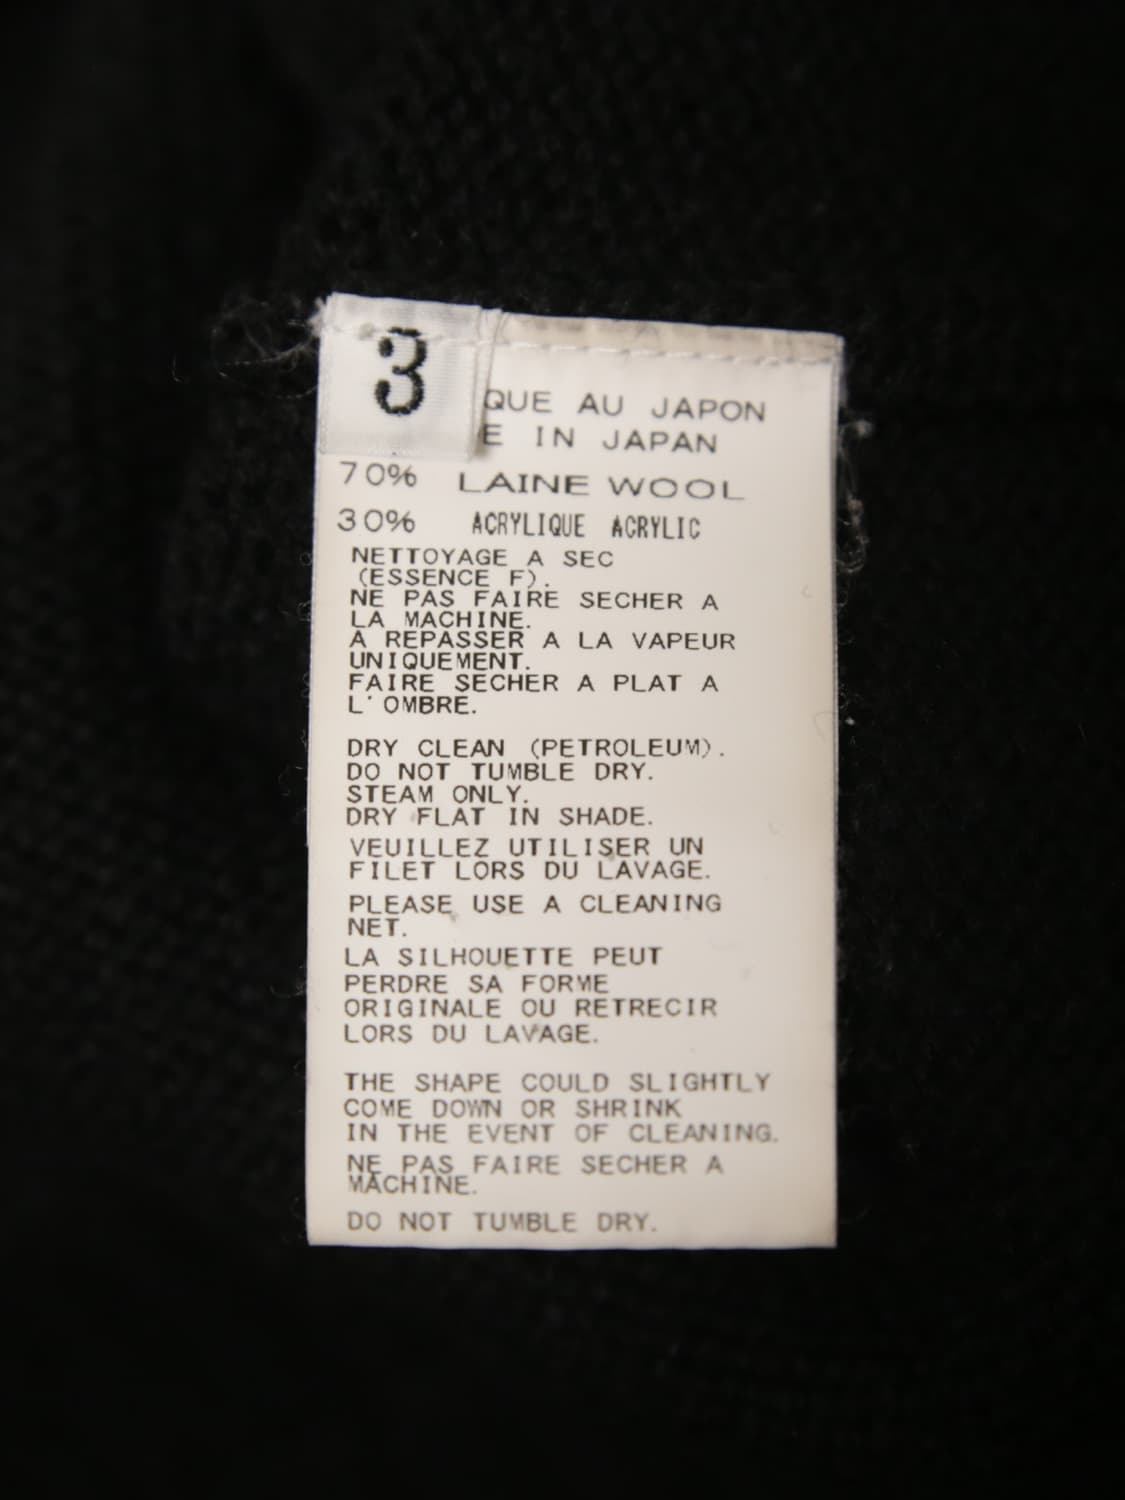 3
QUE AU JAPON
E IN JAPAN
70% LAINE WOOL
30% ACRYLIQUE ACRYLIC
NETTOYAGE A SEC
(ESSENCE F).
NE PAS FAIRE SECHER A
LA MACHINE.
A REPASSER A LA VAPEUR
UNIQUEMENT.
FAIRE SECHER A PLAT A
L'OMBRE.
DRY CLEAN (PETROLEUM).
DO NOT TUMBLE DRY.
STEAM ONLY.
DRY FLAT IN SHADE.
VEUILLEZ UTILISER UN
FILET LORS DU LAVAGE.
PLEASE USE A CLEANING
NET.
LA SILHOUETTE PEUT
PERDRE SA FORME
ORIGINALE OU RETRECIR
LORS DU LAVAGE.
THE SHAPE COULD SLIGHTLY
COME DOWN OR SHRINK
IN THE EVENT OF CLEANING.
NE PAS FAIRE SECHER A
MACHINE.
DO NOT TUMBLE DRY.